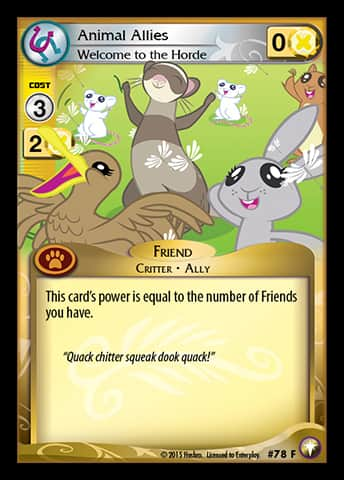 Animal Allies
Welcome to the Horde
0
COST
3
2
FRIEND
CRITTER • ALLY
This card's power is equal to the number of Friends
you have.
"Quack chitter squeak dook quack!"
© 2015 Hasbro. Licensed to Enterplay. #78 F